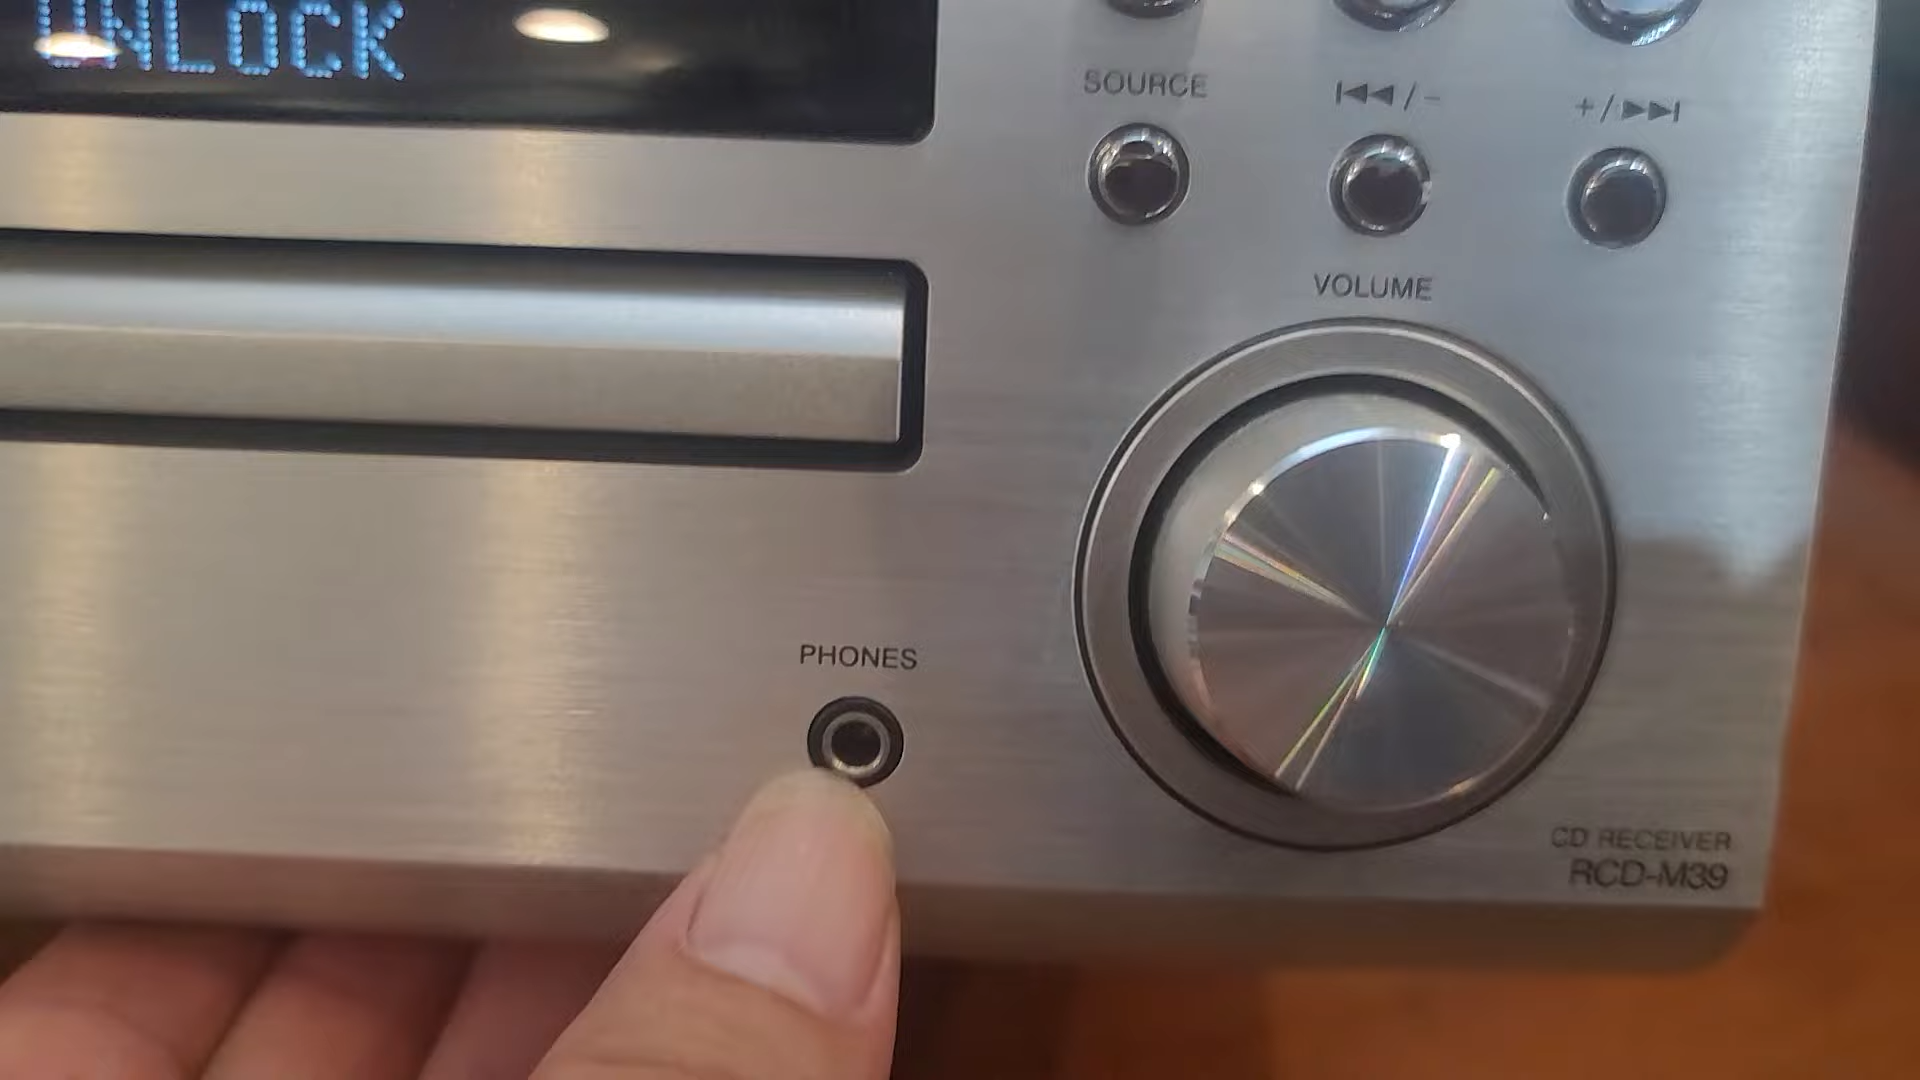 UNLOCK
SOURCE
/ -
+ /
VOLUME
PHONES
CD RECEIVER
RCD-M39